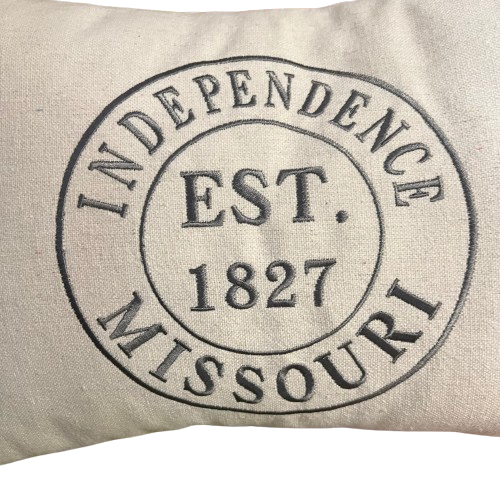 INDEPENDENCE
EST.
1827
MISSOURI